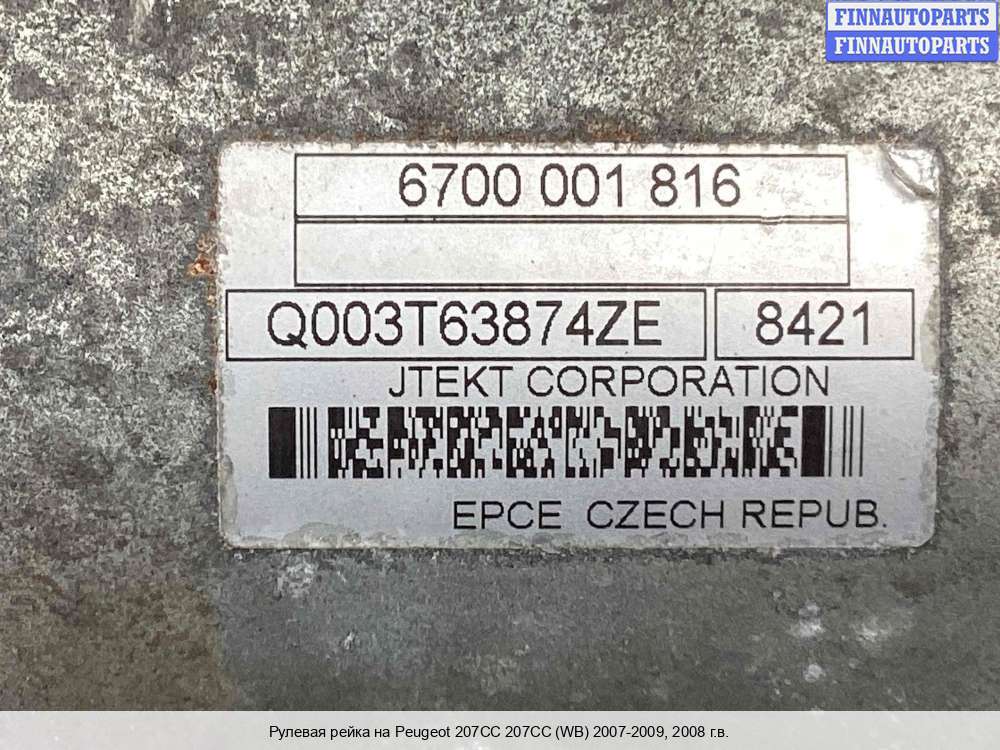 FINNAUTOPARTS
FINNAUTOPARTS
6700 001 816
Q003T63874ZE 8421
JTEKT CORPORATION
EPCE CZECH REPUB.
Рулевая рейка на Peugeot 207CC 207CC (WB) 2007-2009, 2008 г.в.